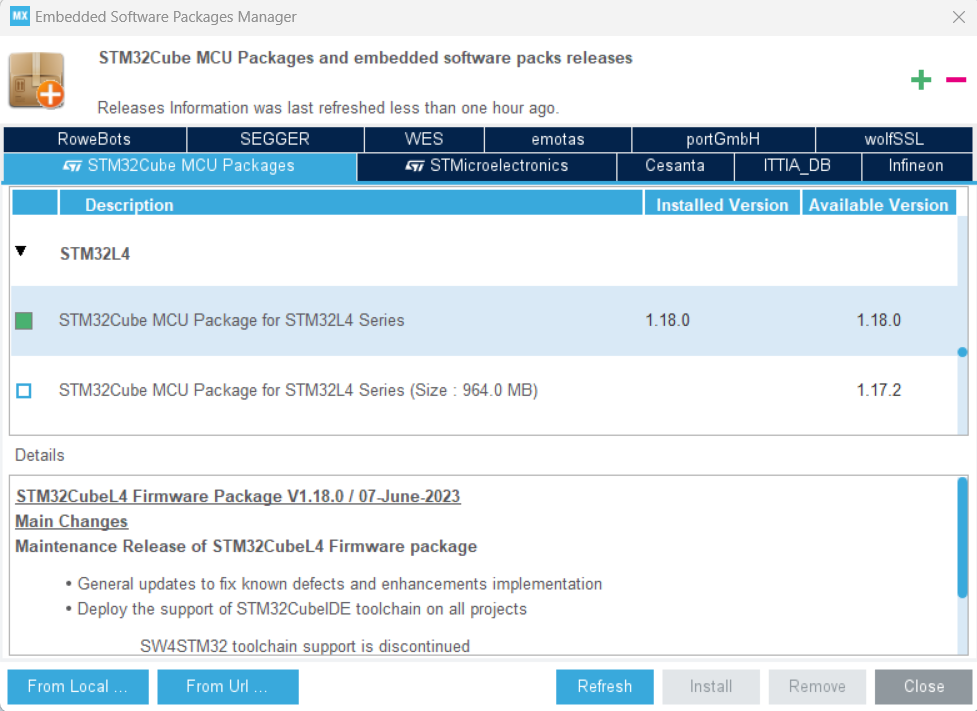 MX Embedded Software Packages Manager
STM32Cube MCU Packages and embedded software packs releases
Releases Information was last refreshed less than one hour ago.
RoweBots SEGGER WES emotas portGmbH wolfSSL
STM32Cube MCU Packages STMicroelectronics Cesanta ITTIA_DB Infineon
Description Installed Version Available Version
STM32L4
STM32Cube MCU Package for STM32L4 Series 1.18.0 1.18.0
STM32Cube MCU Package for STM32L4 Series (Size : 964.0 MB) 1.17.2
Details
STM32CubeL4 Firmware Package V1.18.0 / 07-June-2023
Main Changes
Maintenance Release of STM32CubeL4 Firmware package
• General updates to fix known defects and enhancements implementation
• Deploy the support of STM32CubeIDE toolchain on all projects
SW4STM32 toolchain support is discontinued
From Local ... From Url ... Refresh Install Remove Close